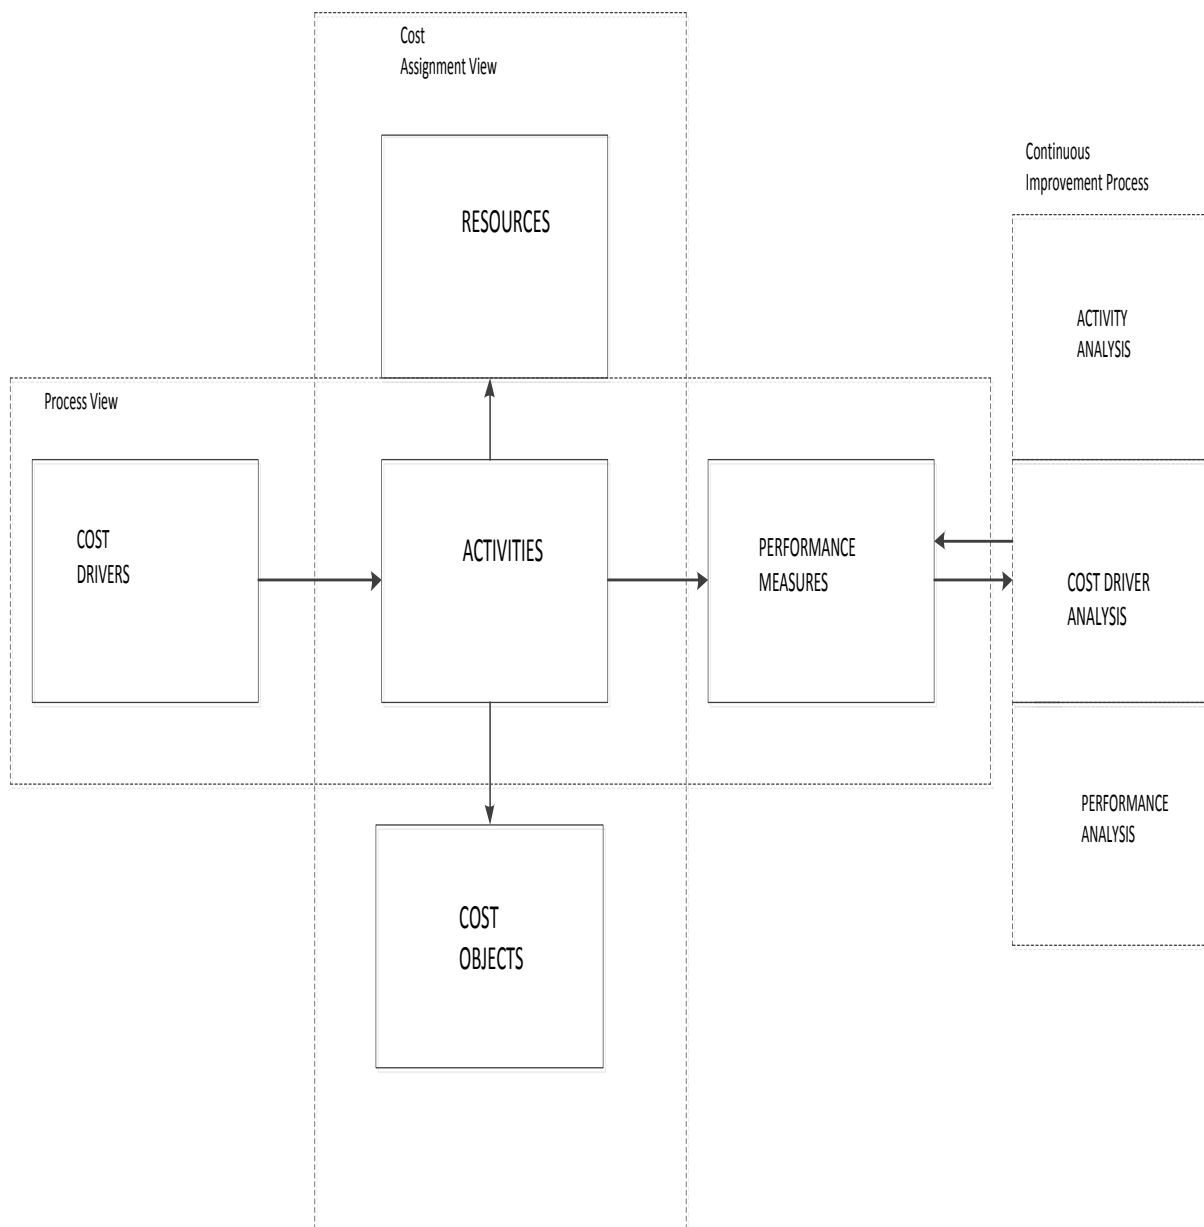 Cost
Assignment View
RESOURCES
Continuous
Improvement Process
ACTIVITY
ANALYSIS
Process View
COST
DRIVERS
ACTIVITIES
PERFORMANCE
MEASURES
COST DRIVER
ANALYSIS
PERFORMANCE
ANALYSIS
COST
OBJECTS